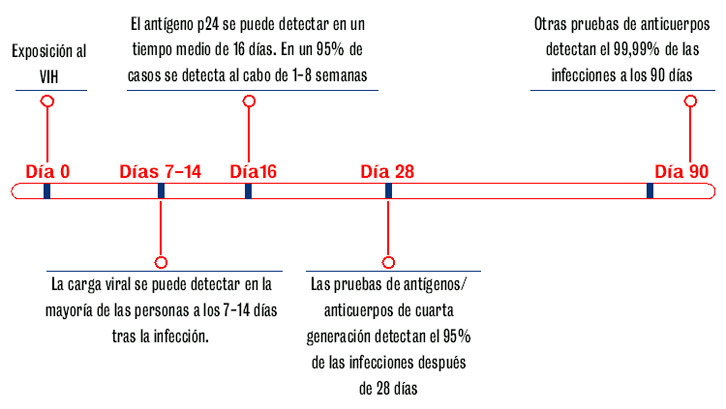 Exposición al
VIH
El antígeno p24 se puede detectar en un
tiempo medio de 16 días. En un 95% de
casos se detecta al cabo de 1-8 semanas
Otras pruebas de anticuerpos
detectan el 99,99% de las
infecciones a los 90 días
Día 0
Días 7-14
Día16
Día 28
Día 90
La carga viral se puede detectar en la
mayoría de las personas a los 7-14 días
tras la infección.
Las pruebas de antígenos/
anticuerpos de cuarta
generación detectan el 95%
de las infecciones después
de 28 días